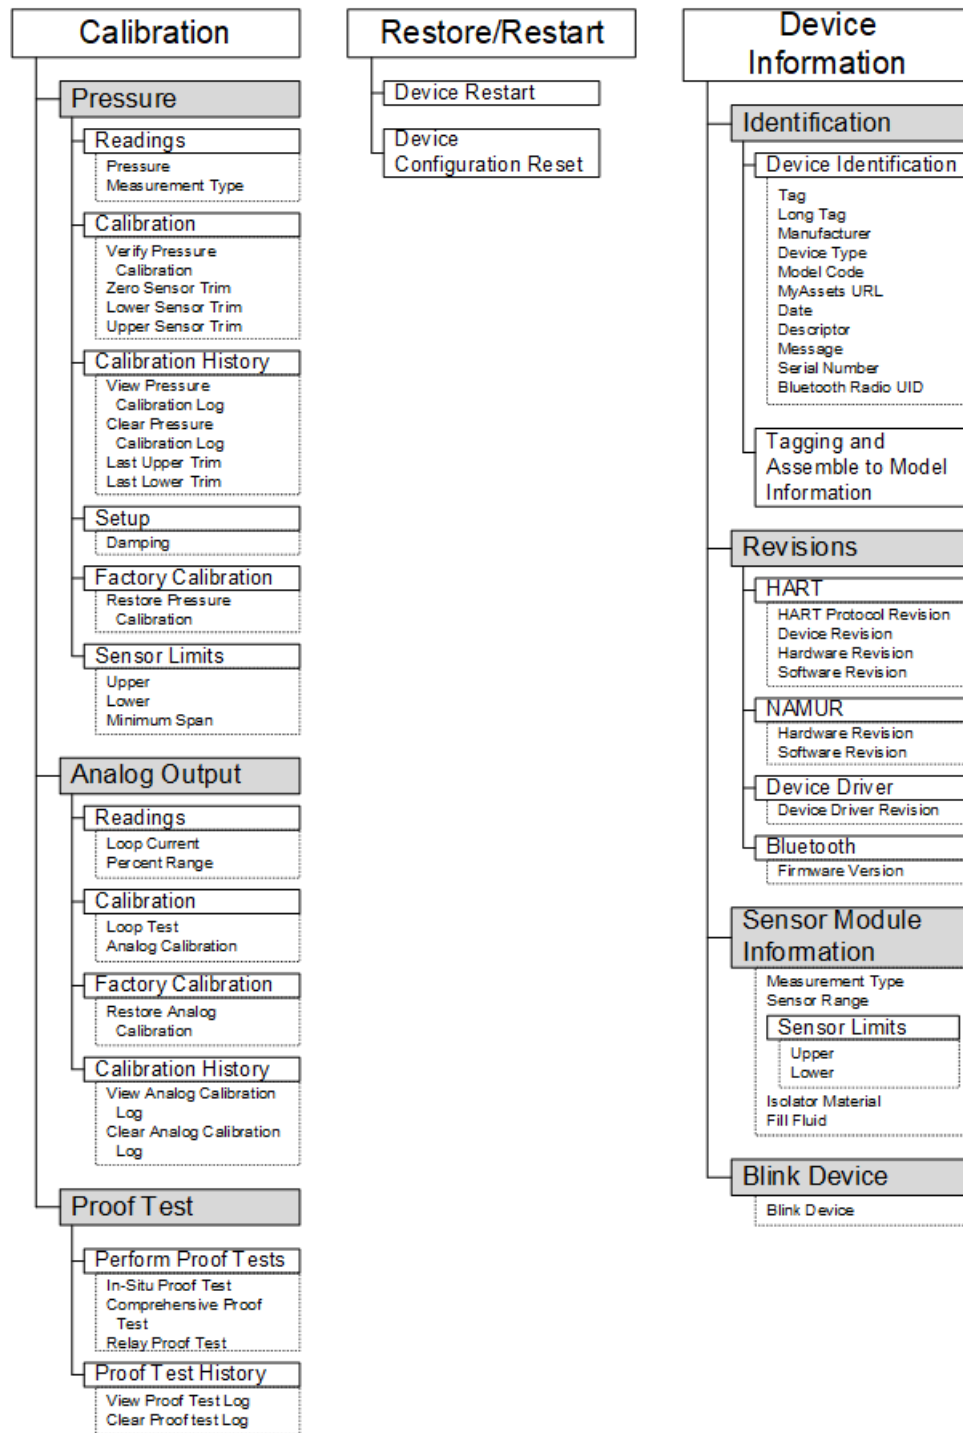 Calibration
Pressure
Readings
Pressure
Measurement Type
Calibration
Verify Pressure
Calibration
Zero Sensor Trim
Lower Sensor Trim
Upper Sensor Trim
Calibration History
View Pressure
Calibration Log
Clear Pressure
Calibration Log
Last Upper Trim
Last Lower Trim
Setup
Damping
Factory Calibration
Restore Pressure
Calibration
Sensor Limits
Upper
Lower
Minimum Span
Analog Output
Readings
Loop Current
Percent Range
Calibration
Loop Test
Analog Calibration
Factory Calibration
Restore Analog
Calibration
Calibration History
View Analog Calibration
Log
Clear Analog Calibration
Log
Proof Test
Perform Proof Tests
In-Situ Proof Test
Comprehensive Proof
Test
Relay Proof Test
Proof Test History
View Proof Test Log
Clear Proof test Log
Restore/Restart
Device Restart
Device
Configuration Reset
Device
Information
Identification
Device Identification
Tag
Long Tag
Manufacturer
Device Type
Model Code
MyAssets URL
Date
Descriptor
Message
Serial Number
Bluetooth Radio UID
Tagging and
Assemble to Model
Information
Revisions
HART
HART Protocol Revision
Device Revision
Hardware Revision
Software Revision
NAMUR
Hardware Revision
Software Revision
Device Driver
Device Driver Revision
Bluetooth
Firmware Version
Sensor Module
Information
Measurement Type
Sensor Range
Sensor Limits
Upper
Lower
Isolator Material
Fill Fluid
Blink Device
Blink Device